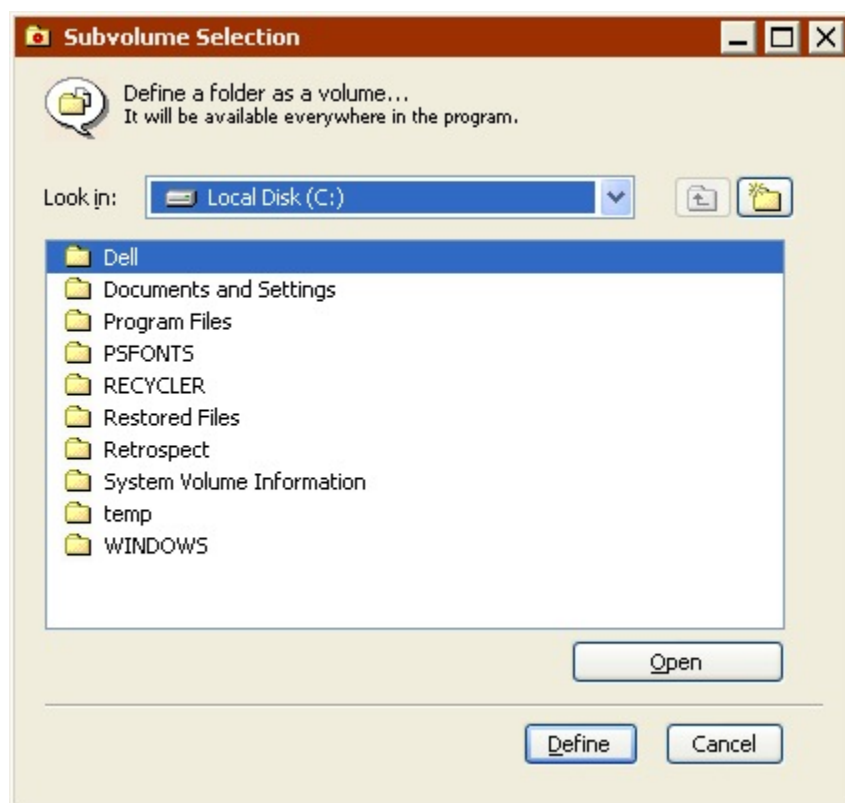 Subvolume Selection
Define a folder as a volume...
It will be available everywhere in the program.
Look in: Local Disk (C:)
Dell
Documents and Settings
Program Files
PSFONTS
RECYCLER
Restored Files
Retrospect
System Volume Information
temp
WINDOWS
Open
Define Cancel